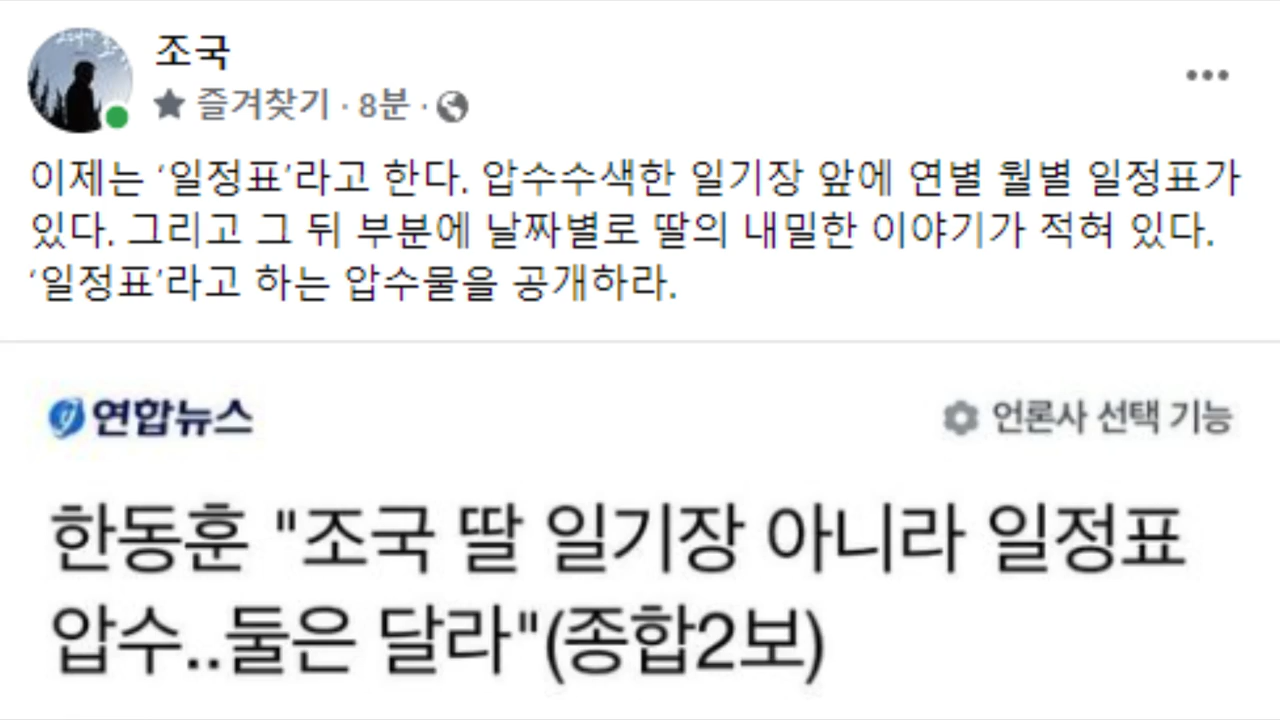 조국
즐겨찾기 · 8분 ·
이제는 '일정표'라고 한다. 압수수색한 일기장 앞에 연별 월별 일정표가
있다. 그리고 그 뒤 부분에 날짜별로 딸의 내밀한 이야기가 적혀 있다.
'일정표'라고 하는 압수물을 공개하라.
연합뉴스
언론사 선택 기능
한동훈 "조국 딸 일기장 아니라 일정표
압수..둘은 달라"(종합2보)